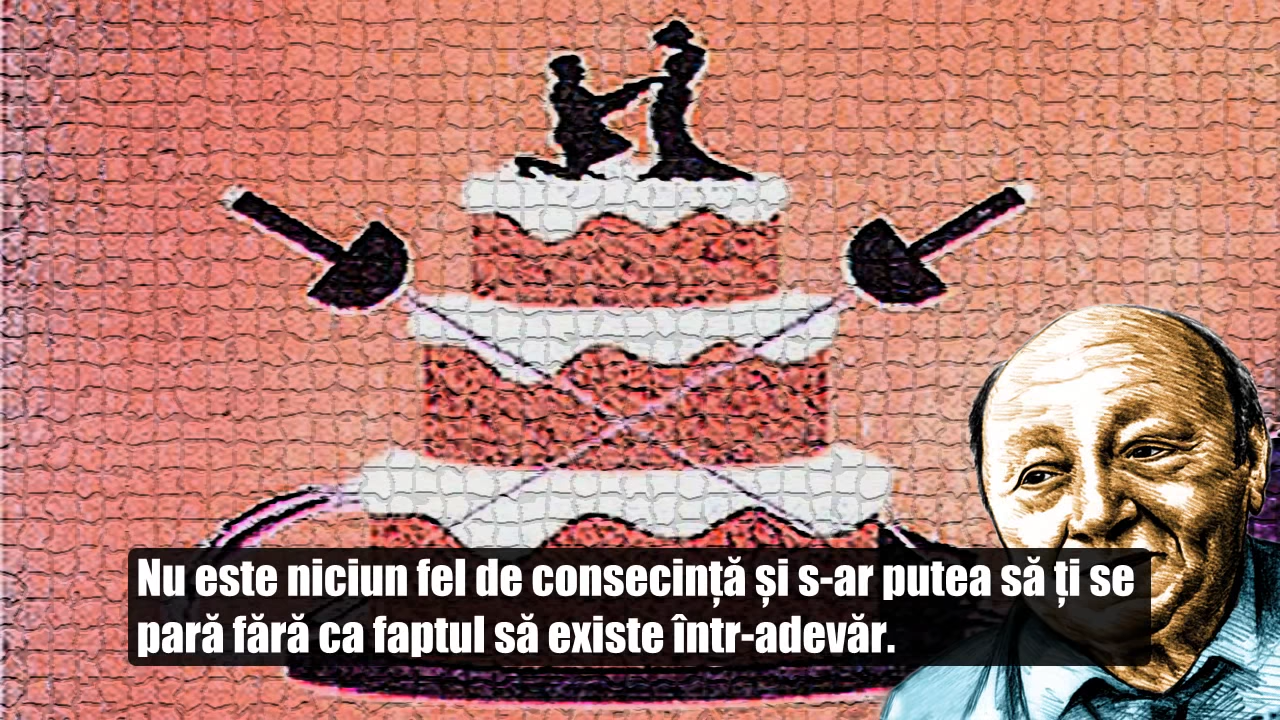 Nu este niciun fel de consecință și s-ar putea să ți se
pară fără ca faptul să existe într-adevăr.